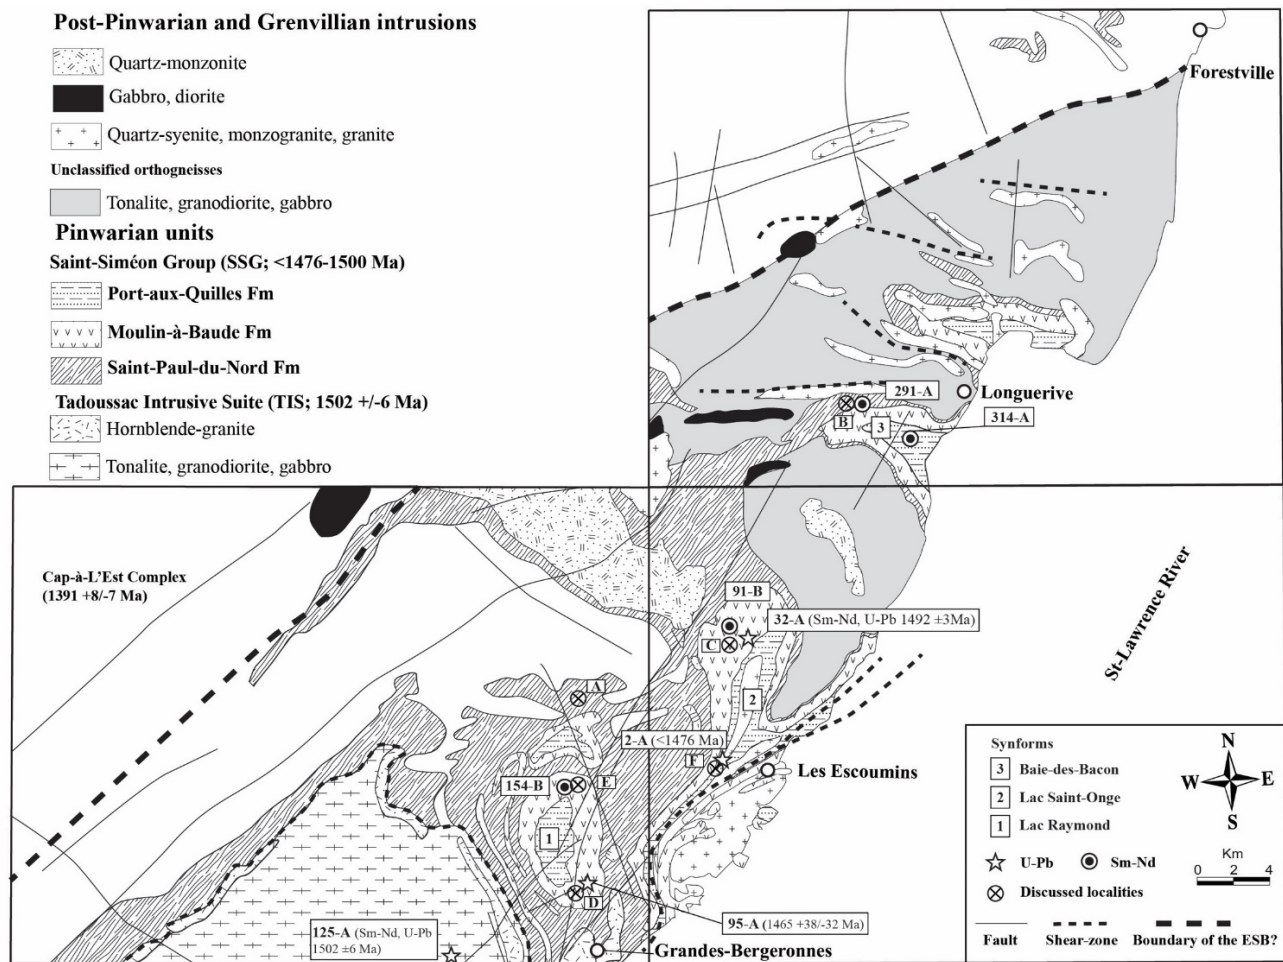 Post-Pinwarian and Grenvillian intrusions
Quartz-monzonite
Gabbro, diorite
Quartz-syenite, monzogranite, granite
Unclassified orthogneisses
Tonalite, granodiorite, gabbro
Pinwarian units
Saint-Siméon Group (SSG; <1476-1500 Ma)
Port-aux-Quilles Fm
Moulin-à-Baude Fm
Saint-Paul-du-Nord Fm
Tadoussac Intrusive Suite (TIS; 1502 +/-6 Ma)
Hornblende-granite
Tonalite, granodiorite, gabbro
Forestville
Longuerive
291-A
B
3
314-A
Cap-à-L'Est Complex
(1391 +8/-7 Ma)
91-B
32-A (Sm-Nd, U-Pb 1492 ±3Ma)
C
A
2
2-A (<1476 Ma)
F
Les Escoumins
154-B
E
1
D
95-A (1465 +38/-32 Ma)
125-A (Sm-Nd, U-Pb
1502 ±6 Ma)
Grandes-Bergeronnes
St-Lawrence River
Synforms
3 Baie-des-Bacon
2 Lac Saint-Onge
1 Lac Raymond
N
W E
S
U-Pb Sm-Nd
Km
0 2 4
Discussed localities
Fault Shear-zone Boundary of the ESB?